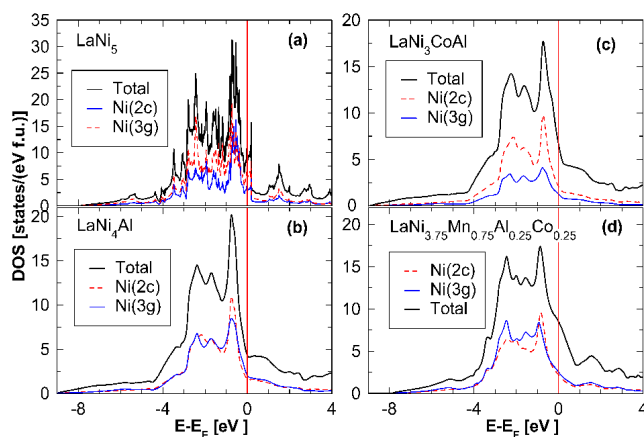 DOS [states/(eV f.u.)]
35
30
25
20
15
10
5
0
LaNi5
(a)
Total
Ni(2c)
Ni(3g)
20
15
10
5
0
LaNi4Al
(b)
Total
Ni(2c)
Ni(3g)
-8
-4
0
4
E-EF [eV]
20
15
10
5
0
LaNi3CoAl
(c)
Total
Ni(2c)
Ni(3g)
20
15
10
5
0
LaNi3.75Mn0.75Al0.25Co0.25
(d)
Ni(2c)
Ni(3g)
Total
-8
-4
0
4
E-EF [eV]